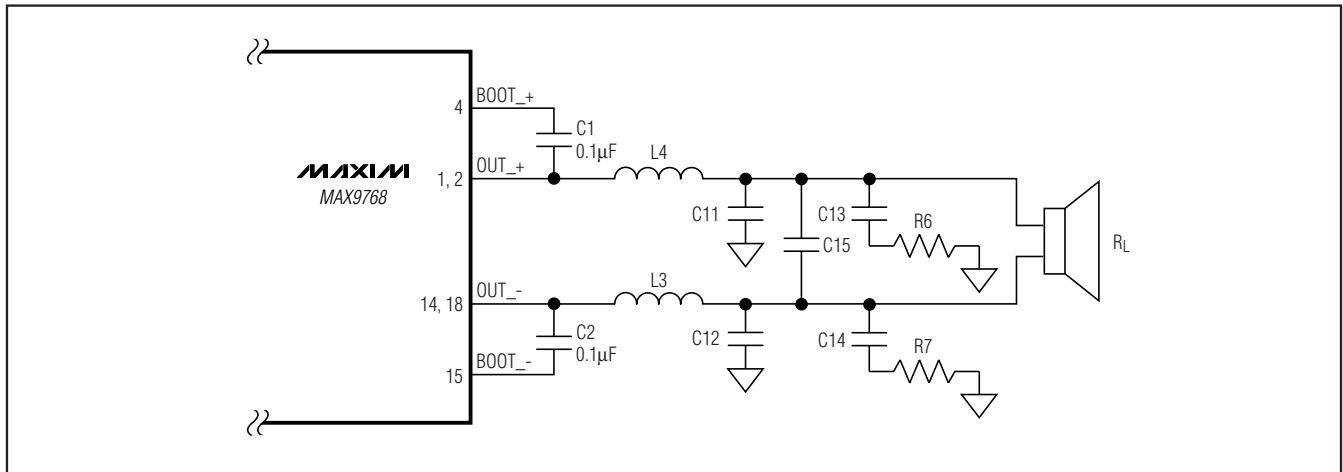 4 BOOT_+
C1
0.1µF
L4
1, 2 OUT_+
MAXIM
MAX9768
C11
C13
R6
C15
RL
L3
14, 18 OUT_-
C2
0.1µF
C12
C14
R7
15 BOOT_-